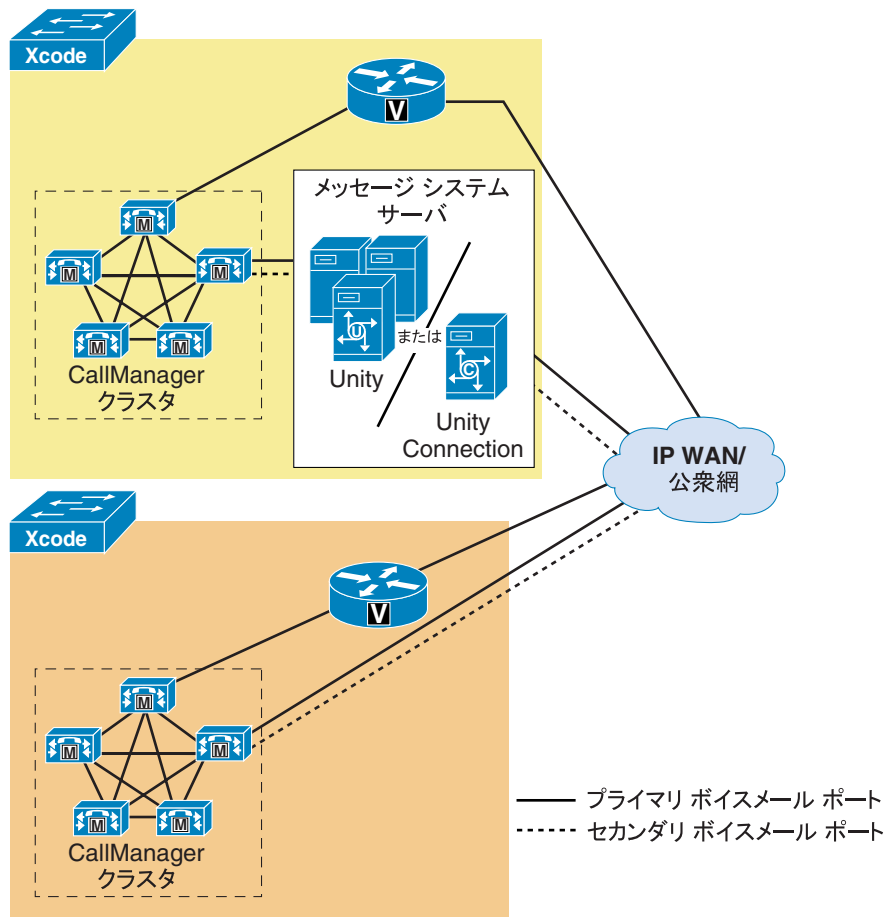 Xcode
V
メッセージ システム
サーバ
M
M
M
M
M
U
または
C
CallManager
クラスタ
Unity
Unity
Connection
IP WAN/
公衆網
Xcode
V
M
M
M
M
M
CallManager
クラスタ
プライマリ ボイスメール ポート
セカンダリ ボイスメール ポート